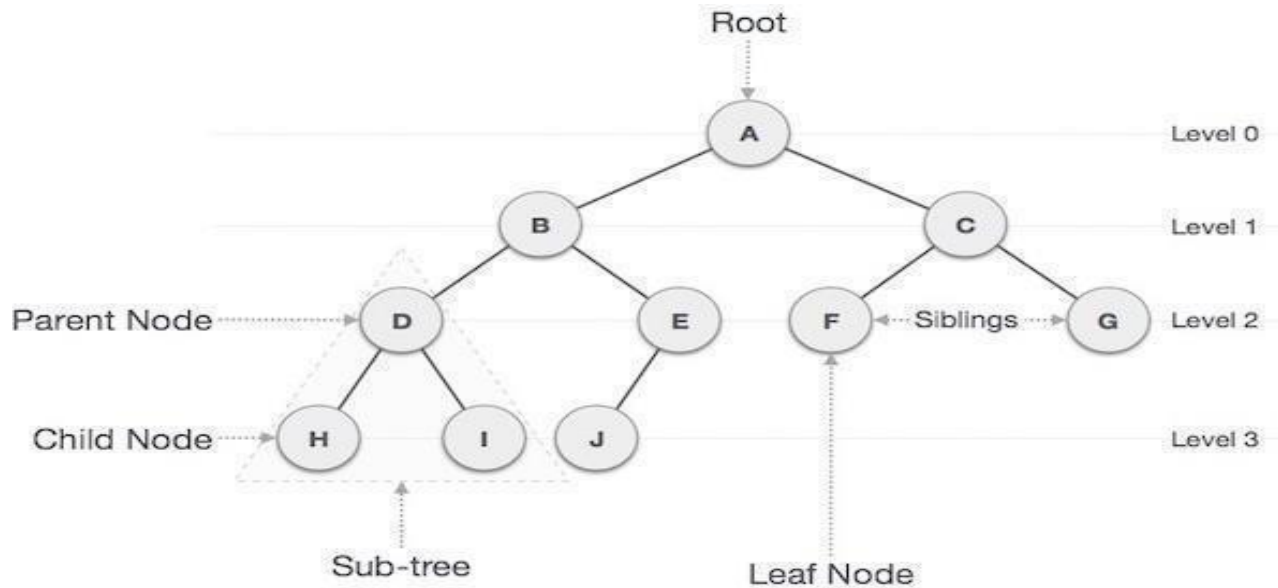 Root
A
Level 0
B
C
Level 1
Parent Node
D
E
F
Siblings
G
Level 2
Child Node
H
I
J
Level 3
Sub-tree
Leaf Node